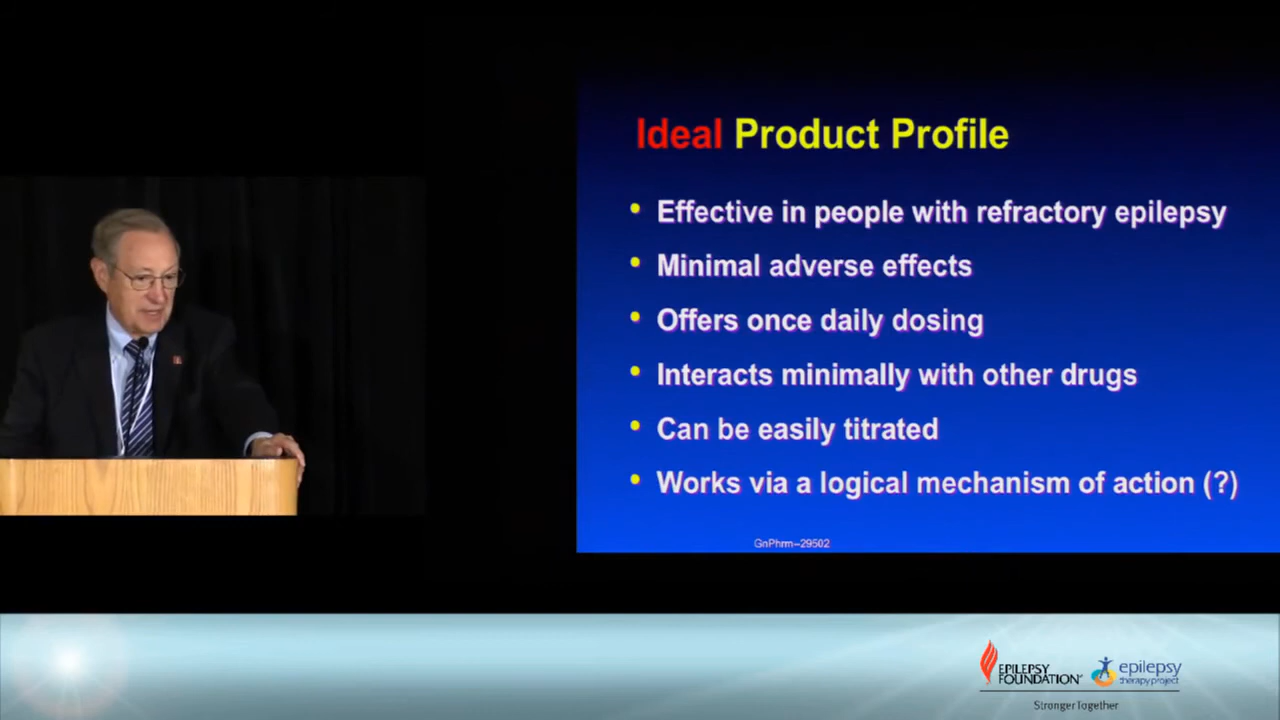 Ideal Product Profile
• Effective in people with refractory epilepsy
• Minimal adverse effects
• Offers once daily dosing
• Interacts minimally with other drugs
• Can be easily titrated
• Works via a logical mechanism of action (?)
GnPhrm–29502
EPILEPSY
FOUNDATION
epilepsy
therapy project
Stronger Together